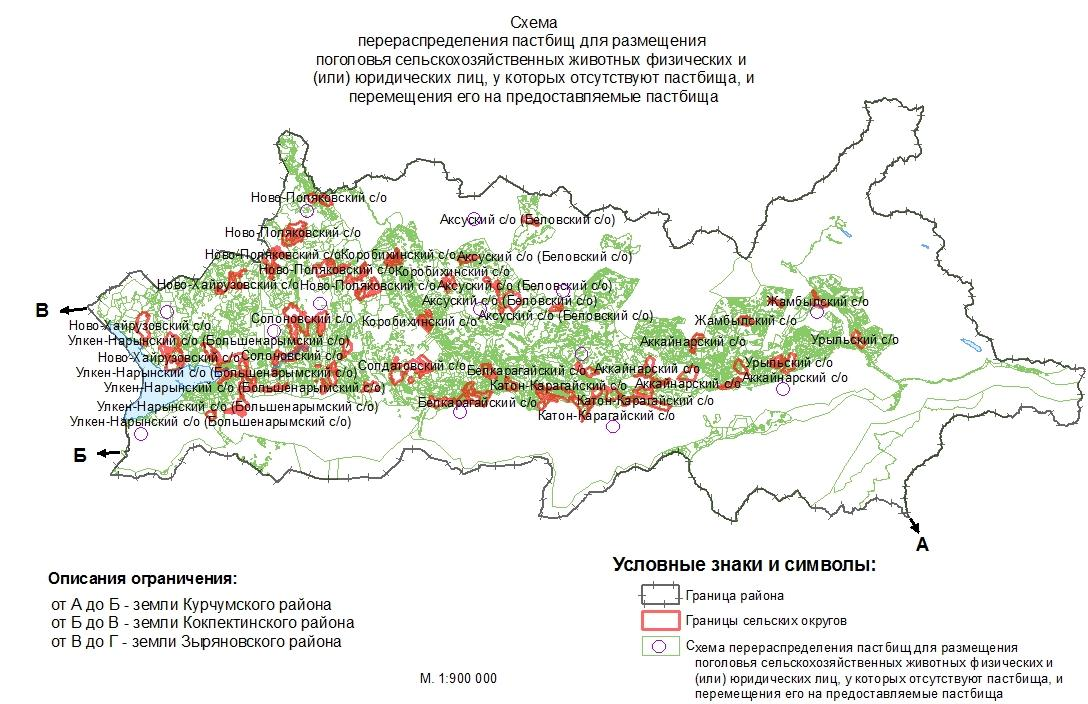 Схема
перераспределения пастбищ для размещения
поголовья сельскохозяйственных животных физических и
(или) юридических лиц, у которых отсутствуют пастбища, и
перемещения его на предоставляемые пастбища
Ново-Поляковский с/о
Аксуский с/о (Беловский с/о)
Ново-Поляковский с/о
Ново-Поляковский с/о
Коробихинский с/о
Аксуский с/о (Беловский с/о)
Ново-Поляковский с/о
Коробихинский с/о
Ново-Хайрузовский с/о
Ново-Поляковский с/о
Аксуский с/о (Беловский с/о)
Аксуский с/о (Беловский с/о)
Жамбылский с/о
В
Солоновский с/о
Коробихинский с/о
Аксуский с/о (Беловский с/о)
Жамбылский с/о
Ново-Хайрузовский с/о
Улкен-Нарынский с/о (Большенарымский с/о)
Аккайнарский с/о
Урыльский с/о
Ново-Хайрузовский с/о
Солоновский с/о
Солдатовский с/о
Белкарагайский с/о
Аккайнарский с/о
Урыльский с/о
Улкен-Нарынский с/о (Большенарымский с/о)
Аккайнарский с/о
Улкен-Нарынский с/о (Большенарымский с/о)
Катон-Карагайский с/о
Аккайнарский с/о
Улкен-Нарынский с/о (Большенарымский с/о)
Белкарагайский с/о
Катон-Карагайский с/о
Катон-Карагайский с/о
Улкен-Нарынский с/о (Большенарымский с/о)
Б
А
Описания ограничения:
от А до Б - земли Курчумского района
от Б до В - земли Кокпектинского района
от В до Г - земли Зыряновского района
М. 1:900 000
Условные знаки и символы:
Граница района
Границы сельских округов
Схема перераспределения пастбищ для размещения
поголовья сельскохозяйственных животных физических и
(или) юридических лиц, у которых отсутствуют пастбища, и
перемещения его на предоставляемые пастбища